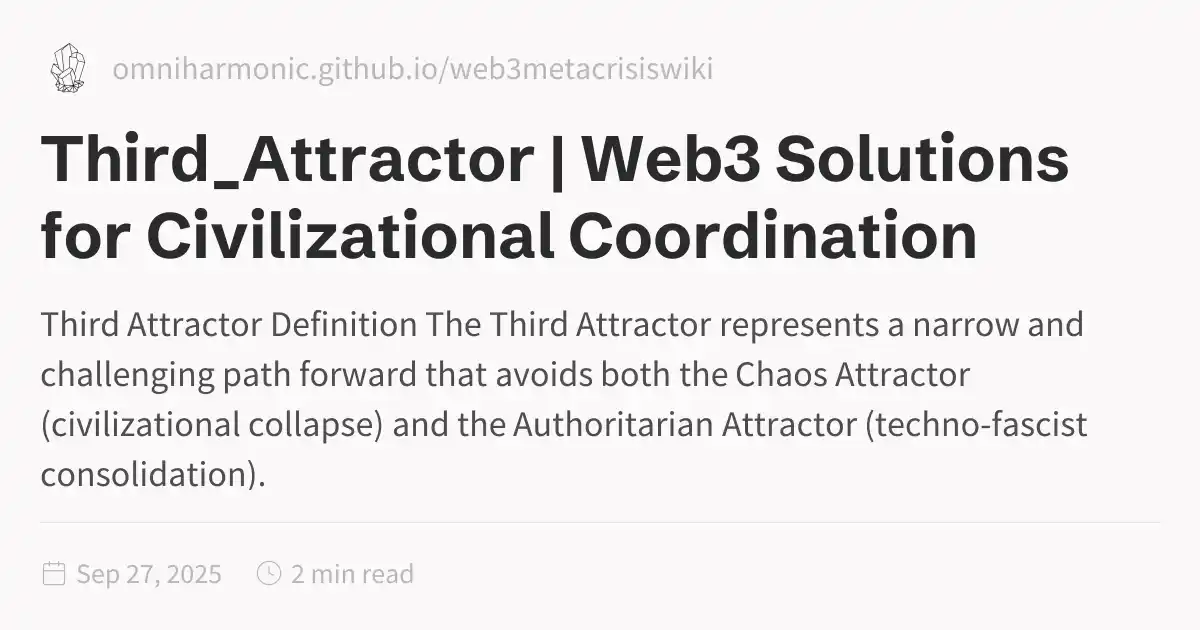 omniharmonic.github.io/web3metacrisiswiki
Third_Attractor | Web3 Solutions
for Civilizational Coordination
Third Attractor Definition The Third Attractor represents a narrow and
challenging path forward that avoids both the Chaos Attractor
(civilizational collapse) and the Authoritarian Attractor (techno-fascist
consolidation).
Sep 27, 2025 2 min read